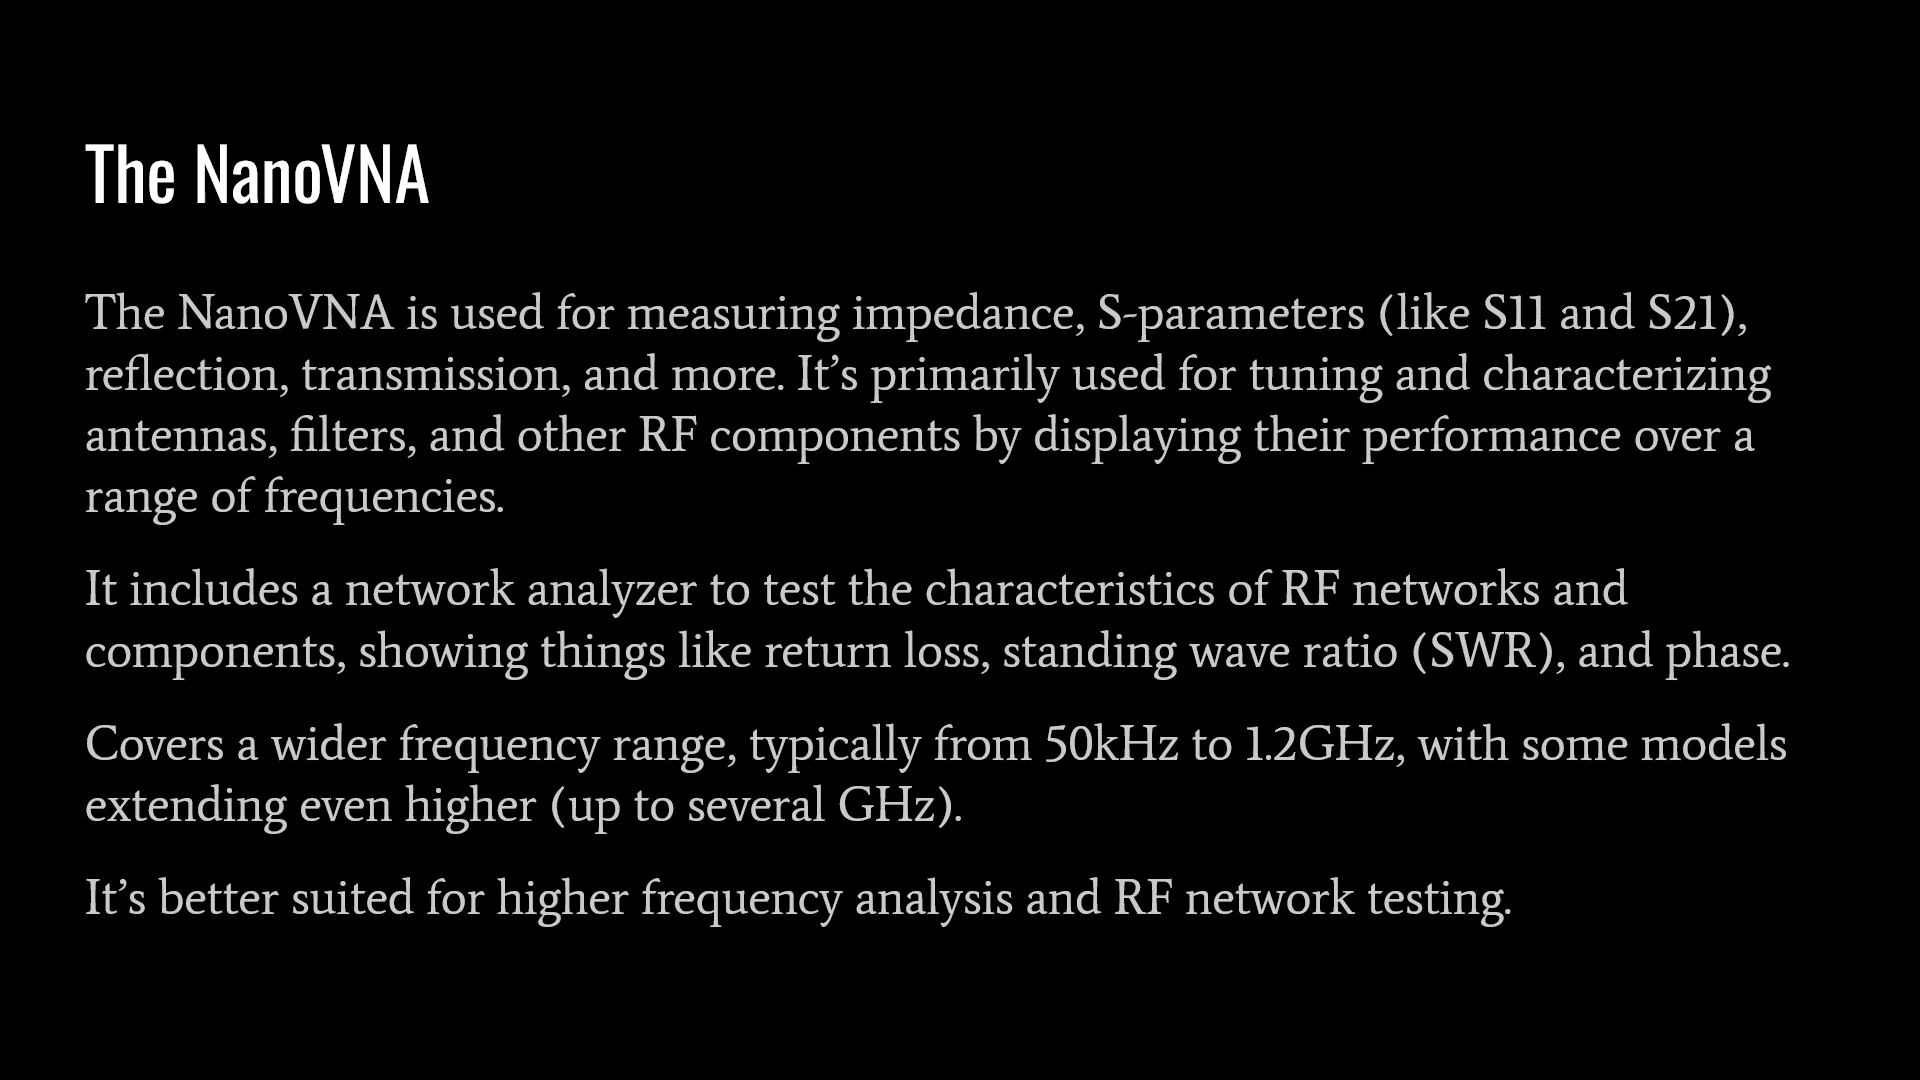 The NanoVNA
The NanoVNA is used for measuring impedance, S-parameters (like S11 and S21),
reflection, transmission, and more. It’s primarily used for tuning and characterizing
antennas, filters, and other RF components by displaying their performance over a
range of frequencies.
It includes a network analyzer to test the characteristics of RF networks and
components, showing things like return loss, standing wave ratio (SWR), and phase.
Covers a wider frequency range, typically from 50kHz to 1.2GHz, with some models
extending even higher (up to several GHz).
It’s better suited for higher frequency analysis and RF network testing.